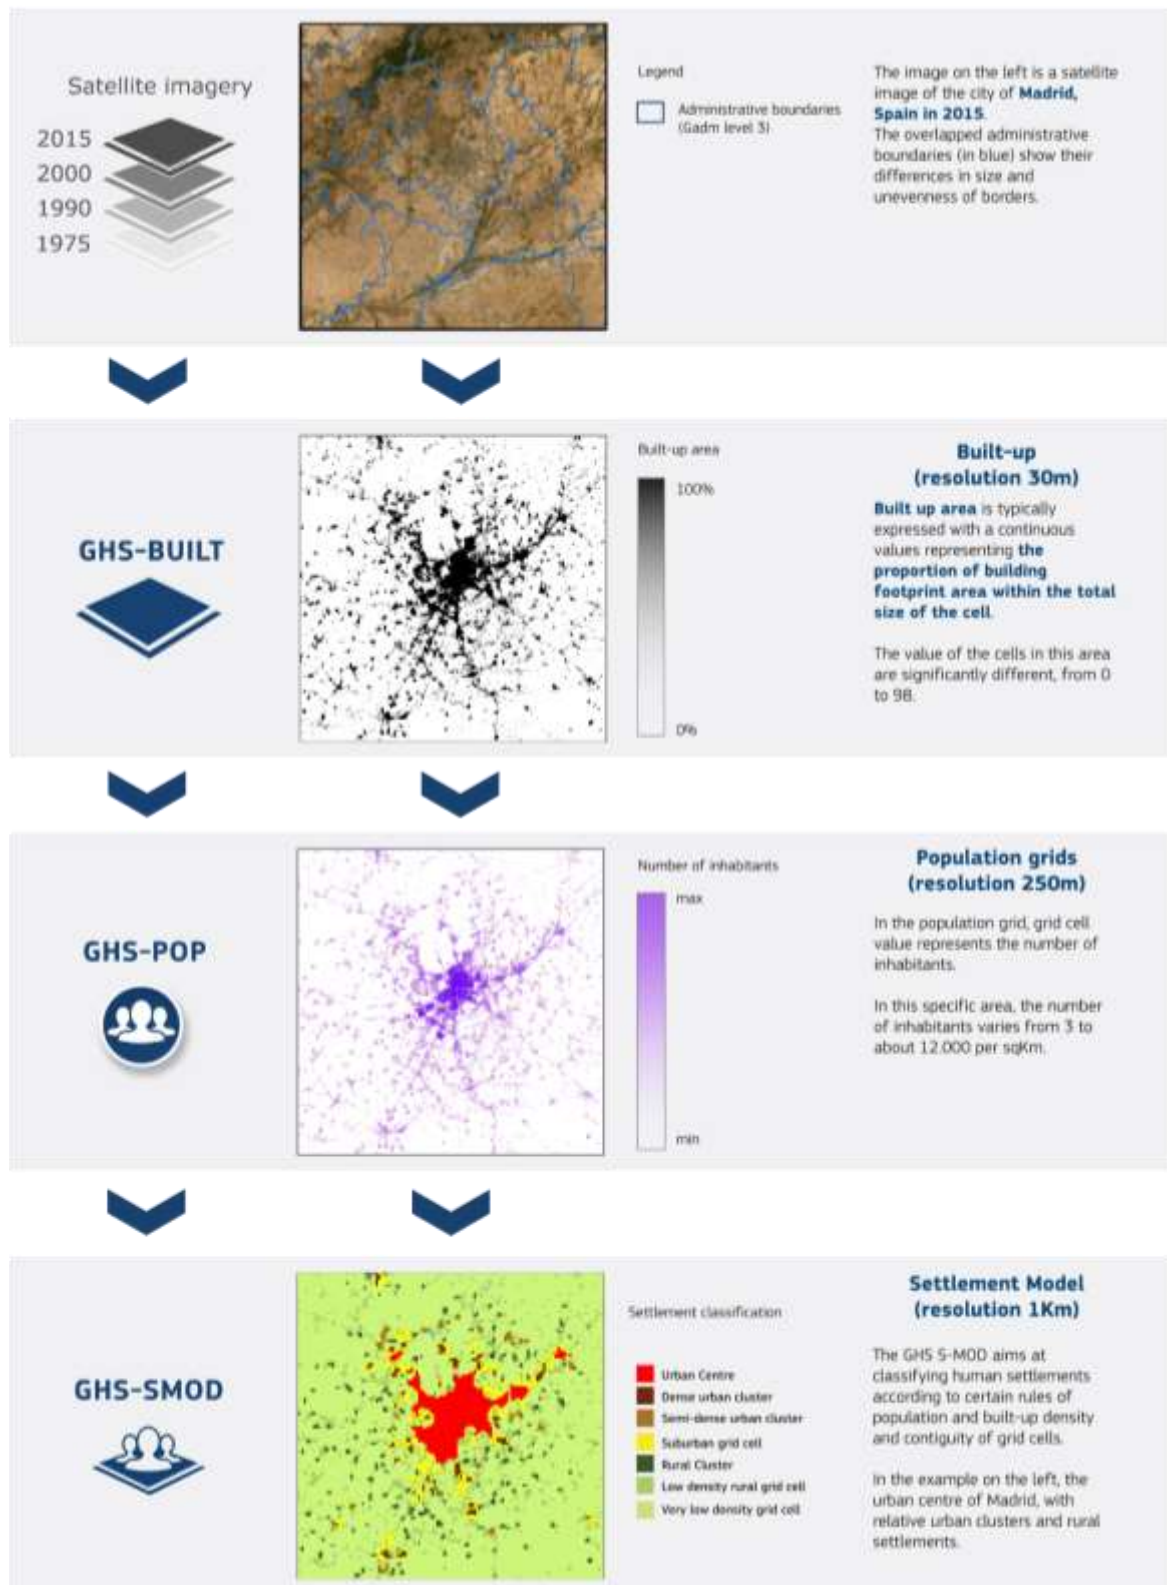 Satellite imagery
2015
2000
1990
1975
Legend
Administrative boundaries
(Gadm level 3)
The image on the left is a satellite
image of the city of Madrid,
Spain in 2015.
The overlapped administrative
boundaries (in blue) show their
differences in size and
unevenness of borders.
GHS-BUILT
Built-up area
100%
0%
Built-up
(resolution 30m)
Built up area is typically
expressed with a continuous
values representing the
proportion of building
footprint area within the total
size of the cell.
The value of the cells in this area
are significantly different, from 0
to 98.
GHS-POP
Number of inhabitants
max
min
Population grids
(resolution 250m)
In the population grid, grid cell
value represents the number of
inhabitants.
In this specific area, the number
of inhabitants varies from 3 to
about 12.000 per sqKm.
GHS-SMOD
Settlement classification
Urban Centre
Dense urban cluster
Semi-dense urban cluster
Suburban grid cell
Rural Cluster
Low density rural grid cell
Very low density grid cell
Settlement Model
(resolution 1Km)
The GHS S-MOD aims at
classifying human settlements
according to certain rules of
population and built-up density
and contiguity of grid cells.
In the example on the left, the
urban centre of Madrid, with
relative urban clusters and rural
settlements.